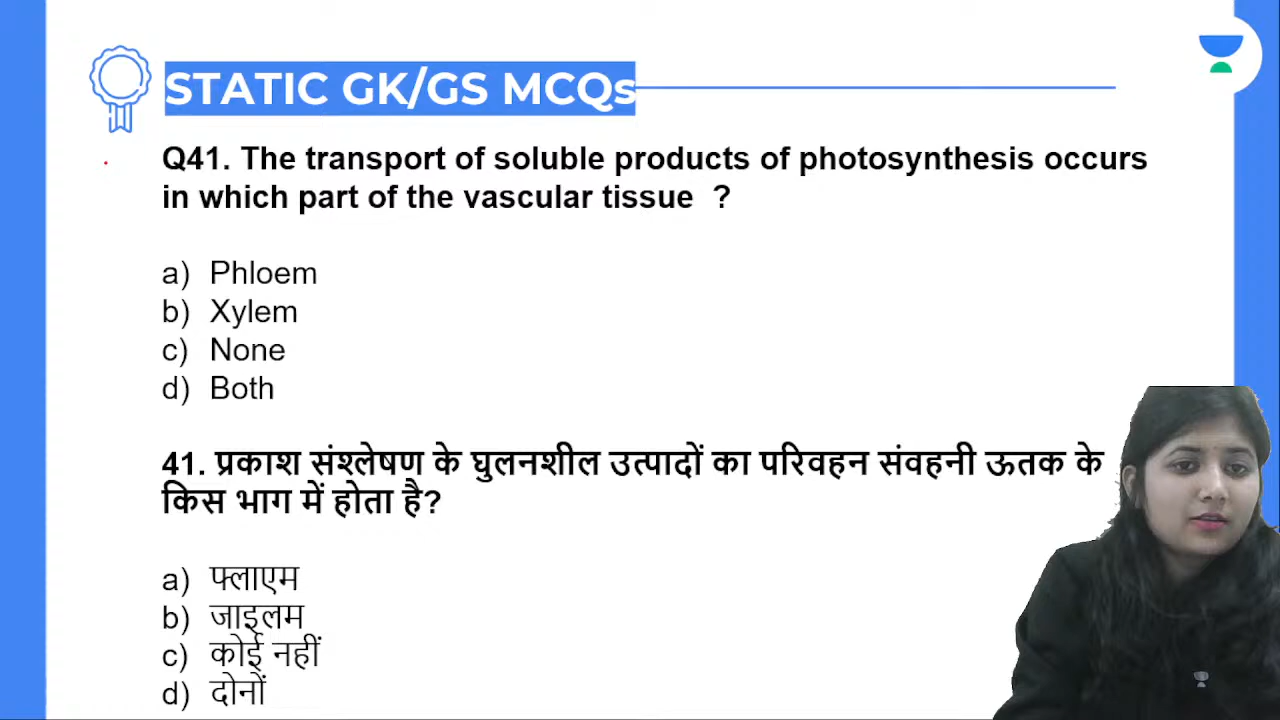 STATIC GK/GS MCQs
Q41. The transport of soluble products of photosynthesis occurs
in which part of the vascular tissue ?
a) Phloem
b) Xylem
c) None
d) Both
41. प्रकाश संश्लेषण के घुलनशील उत्पादों का परिवहन संवहनी ऊतक के
किस भाग में होता है?
a) फ्लाएम
b) जाइलम
c) कोई नहीं
d) दोनों